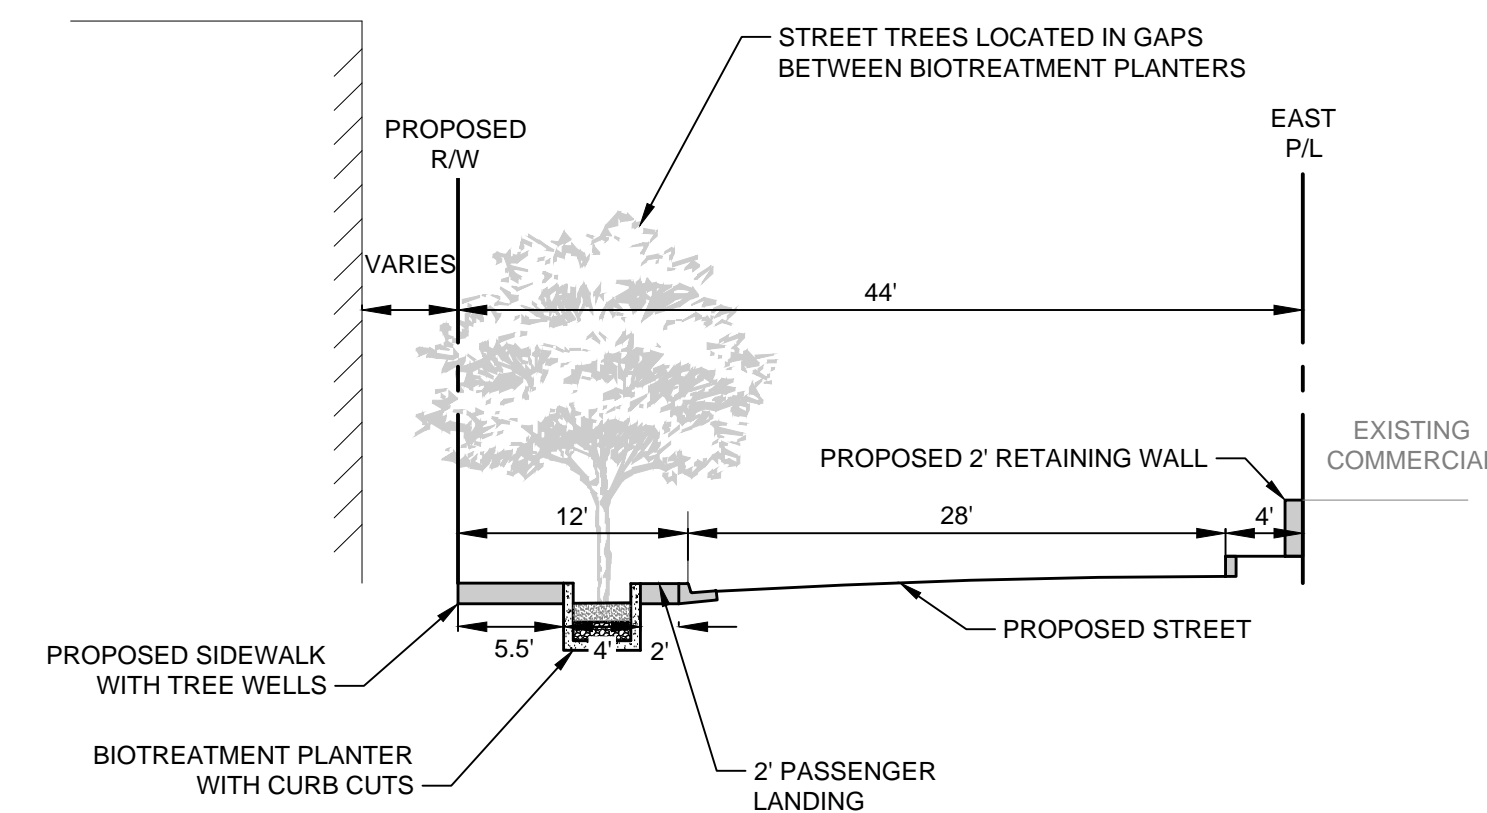 STREET TREES LOCATED IN GAPS
BETWEEN BIOTREATMENT PLANTERS
PROPOSED
R/W
EAST
P/L
VARIES
44'
EXISTING
COMMERCIAL
PROPOSED 2' RETAINING WALL
12'
28'
4'
5.5'
4'
2'
PROPOSED STREET
PROPOSED SIDEWALK
WITH TREE WELLS
BIOTREATMENT PLANTER
WITH CURB CUTS
2' PASSENGER
LANDING